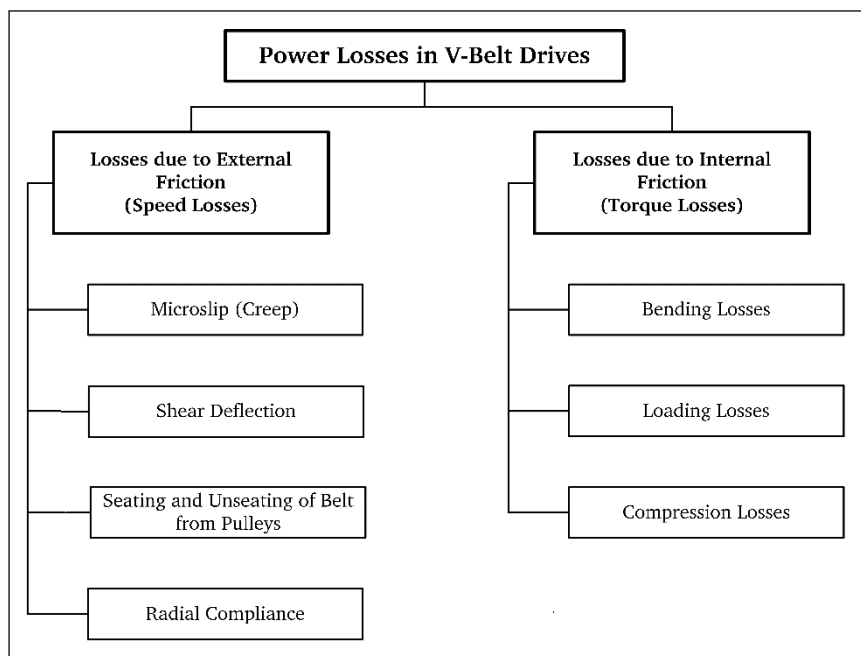 Power Losses in V-Belt Drives
Losses due to External
Friction
(Speed Losses)
Losses due to Internal
Friction
(Torque Losses)
Microslip (Creep)
Bending Losses
Shear Deflection
Loading Losses
Seating and Unseating of Belt
from Pulleys
Compression Losses
Radial Compliance